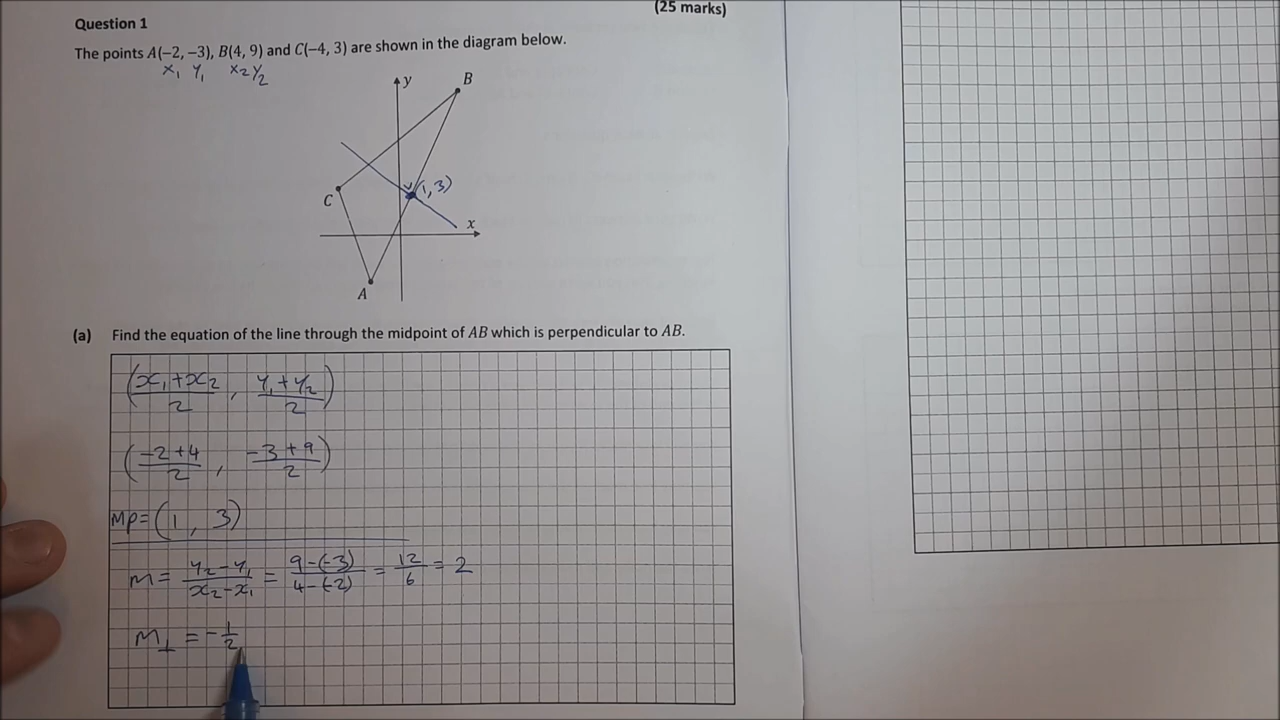 (25 marks)
Question 1
The points A(−2, −3), B(4, 9) and C(−4, 3) are shown in the diagram below.
x₁ y₁ x₂ y₂
y
B
(1, 3)
C
x
A
(a) Find the equation of the line through the midpoint of AB which is perpendicular to AB.
((x₁+x₂)/2, (y₁+y₂)/2)
((-2+4)/2, (-3+9)/2)
MP=(1, 3)
m = (y₂-y₁)/(x₂-x₁) = (9-(-3))/(4-(-2)) = 12/6 = 2
M⊥ = -1/2